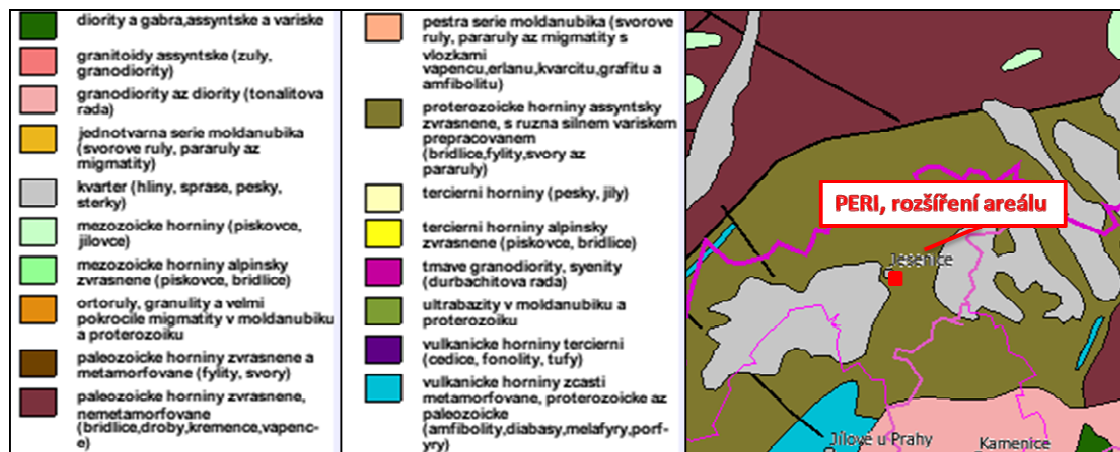 diority a gabra,assyntske a variske
granitoidy assyntske (zuly,
granodiority)
granodiority az diority (tonalitova
rada)
jednotvarna serie moldanubika
(svorove ruly, pararuly az
migmatity)
kvarter (hliny, sprase, pesky,
sterky)
mezozoicke horniny (piskovce,
jilovce)
mezozoicke horniny alpinsky
zvrasnene (piskovce, bridlice)
ortoruly, granulity a velmi
pokrocile migmatity v moldanubiku
a proterozoiku
paleozoicke horniny zvrasnene a
metamorfovane (fylity, svory)
paleozoicke horniny zvrasnene,
nemetamorfovane
(bridlice,droby,kremence,vapenc-
e)
pestra serie moldanubika (svorove
ruly, pararuly az migmatity s
vlozkami
vapencu,erlanu,kvarcitu,grafitu a
amfibolitu)
proterozoicke horniny assyntsky
zvrasnene, s ruzna silnem variskem
prepracovanem
(bridlice,fylity,svory az
pararuly)
tercierni horniny (pesky, jily)
tercierni horniny alpinsky
zvrasnene (piskovce, bridlice)
tmave granodiority, syenity
(durbachitova rada)
ultrabazity v moldanubiku a
proterozoiku
vulkanicke horniny tercierni
(cedice, fonolity, tufy)
vulkanicke horniny zcasti
metamorfovane, proterozoicke az
paleozoicke
(amfibolity,diabasy,melafyry,porf-
yry)
PERI, rozšíření areálu
Jílové u Prahy
Kamenice